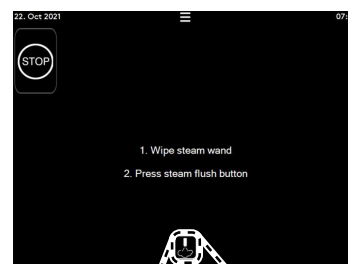 22. Oct 2021
07:
STOP
1. Wipe steam wand
2. Press steam flush button